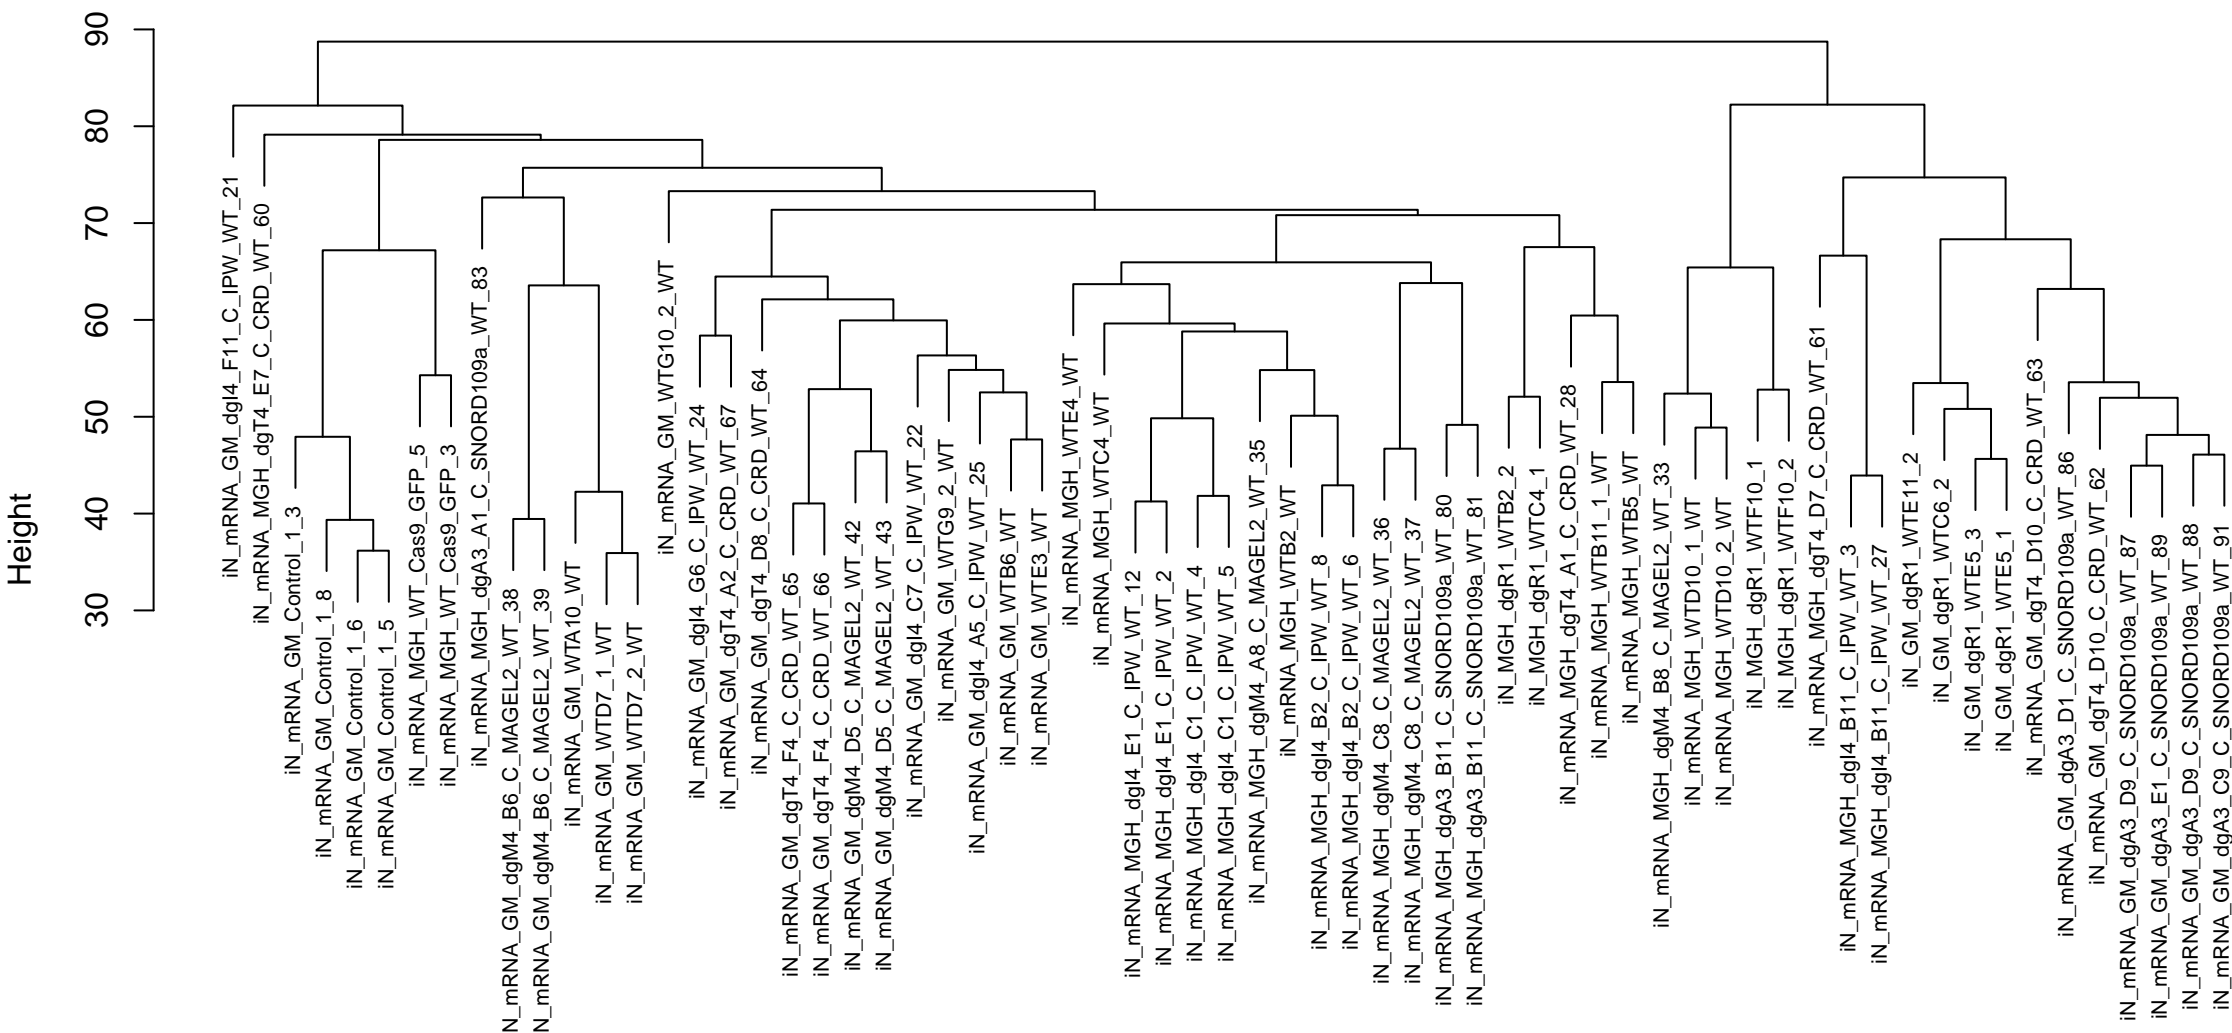 90
80
70
60
50
40
30
Height
iN_mRNA_GM_dgI4_F11_C_IPW_WT_21
iN_mRNA_MGH_dgT4_E7_C_CRD_WT_60
iN_mRNA_GM_Control_1_3
iN_mRNA_GM_Control_1_8
iN_mRNA_GM_Control_1_6
iN_mRNA_GM_Control_1_5
iN_mRNA_MGH_WT_Cas9_GFP_5
iN_mRNA_MGH_WT_Cas9_GFP_3
iN_mRNA_MGH_dgA3_A1_C_SNORD109a_WT_83
N_mRNA_GM_dgM4_B6_C_MAGEL2_WT_38
N_mRNA_GM_dgM4_B6_C_MAGEL2_WT_39
iN_mRNA_GM_WTA10_WT
iN_mRNA_GM_WTD7_1_WT
iN_mRNA_GM_WTD7_2_WT
iN_mRNA_GM_WTG10_2_WT
iN_mRNA_GM_dgI4_G6_C_IPW_WT_24
iN_mRNA_GM_dgT4_A2_C_CRD_WT_67
iN_mRNA_GM_dgT4_D8_C_CRD_WT_64
iN_mRNA_GM_dgT4_F4_C_CRD_WT_65
iN_mRNA_GM_dgT4_F4_C_CRD_WT_66
iN_mRNA_GM_dgM4_D5_C_MAGEL2_WT_42
iN_mRNA_GM_dgM4_D5_C_MAGEL2_WT_43
iN_mRNA_GM_dgI4_C7_C_IPW_WT_22
iN_mRNA_GM_WTG9_2_WT
iN_mRNA_GM_dgI4_A5_C_IPW_WT_25
iN_mRNA_GM_WTB6_WT
iN_mRNA_GM_WTE3_WT
iN_mRNA_MGH_WTE4_WT
iN_mRNA_MGH_WTC4_WT
iN_mRNA_MGH_dgI4_E1_C_IPW_WT_12
iN_mRNA_MGH_dgI4_E1_C_IPW_WT_2
iN_mRNA_MGH_dgI4_C1_C_IPW_WT_4
iN_mRNA_MGH_dgI4_C1_C_IPW_WT_5
iN_mRNA_MGH_dgM4_A8_C_MAGEL2_WT_35
iN_mRNA_MGH_WTB2_WT
iN_mRNA_MGH_dgI4_B2_C_IPW_WT_8
iN_mRNA_MGH_dgI4_B2_C_IPW_WT_6
iN_mRNA_MGH_dgM4_C8_C_MAGEL2_WT_36
iN_mRNA_MGH_dgM4_C8_C_MAGEL2_WT_37
iN_mRNA_MGH_dgA3_B11_C_SNORD109a_WT_80
iN_mRNA_MGH_dgA3_B11_C_SNORD109a_WT_81
iN_MGH_dgR1_WTB2_2
iN_MGH_dgR1_WTC4_1
iN_mRNA_MGH_dgT4_A1_C_CRD_WT_28
iN_mRNA_MGH_WTB11_1_WT
iN_mRNA_MGH_WTB5_WT
iN_mRNA_MGH_dgM4_B8_C_MAGEL2_WT_33
iN_mRNA_MGH_WTD10_1_WT
iN_mRNA_MGH_WTD10_2_WT
iN_MGH_dgR1_WTF10_1
iN_MGH_dgR1_WTF10_2
iN_mRNA_MGH_dgT4_D7_C_CRD_WT_61
iN_mRNA_MGH_dgI4_B11_C_IPW_WT_3
iN_mRNA_MGH_dgI4_B11_C_IPW_WT_27
iN_GM_dgR1_WTE11_2
iN_GM_dgR1_WTC6_2
iN_GM_dgR1_WTE5_3
iN_GM_dgR1_WTE5_1
iN_mRNA_GM_dgT4_D10_C_CRD_WT_63
iN_mRNA_GM_dgA3_D1_C_SNORD109a_WT_86
iN_mRNA_GM_dgT4_D10_C_CRD_WT_62
iN_mRNA_GM_dgA3_D9_C_SNORD109a_WT_87
iN_mRNA_GM_dgA3_E1_C_SNORD109a_WT_89
iN_mRNA_GM_dgA3_D9_C_SNORD109a_WT_88
iN_mRNA_GM_dgA3_C9_C_SNORD109a_WT_91